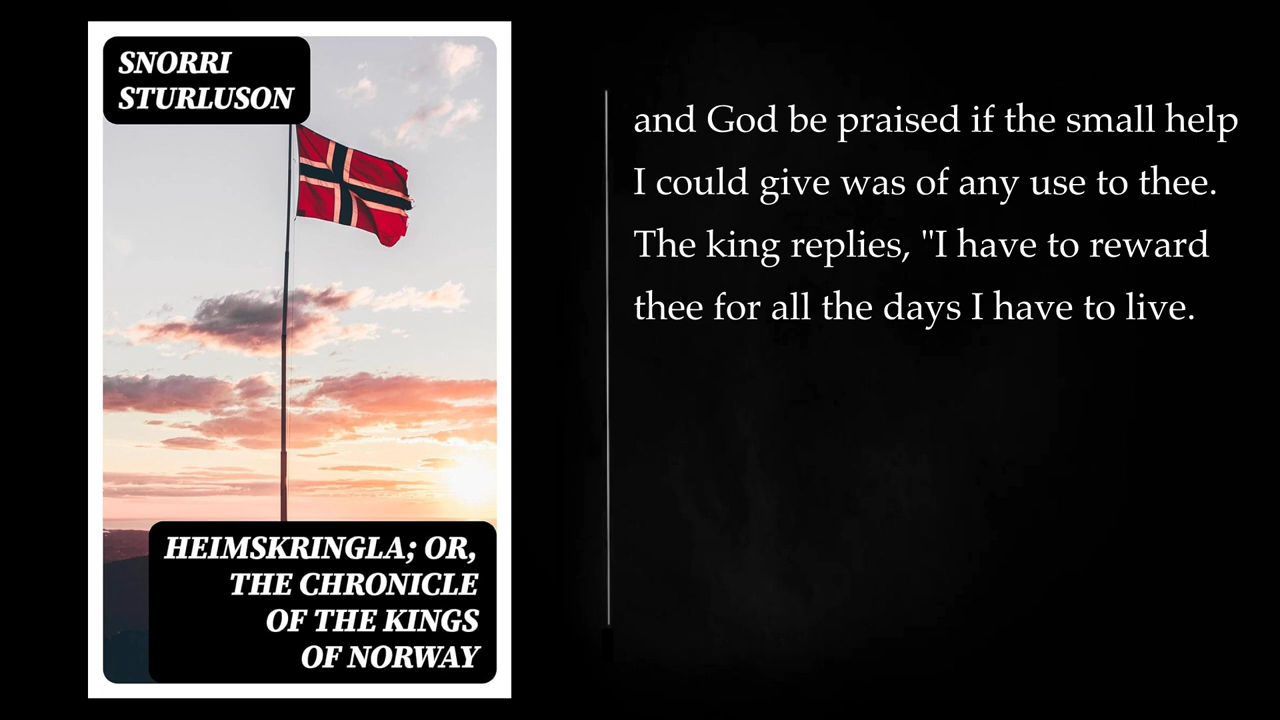 SNORRI
STURLUSON
HEIMSKRINGLA; OR,
THE CHRONICLE
OF THE KINGS
OF NORWAY
and God be praised if the small help
I could give was of any use to thee.
The king replies, "I have to reward
thee for all the days I have to live.